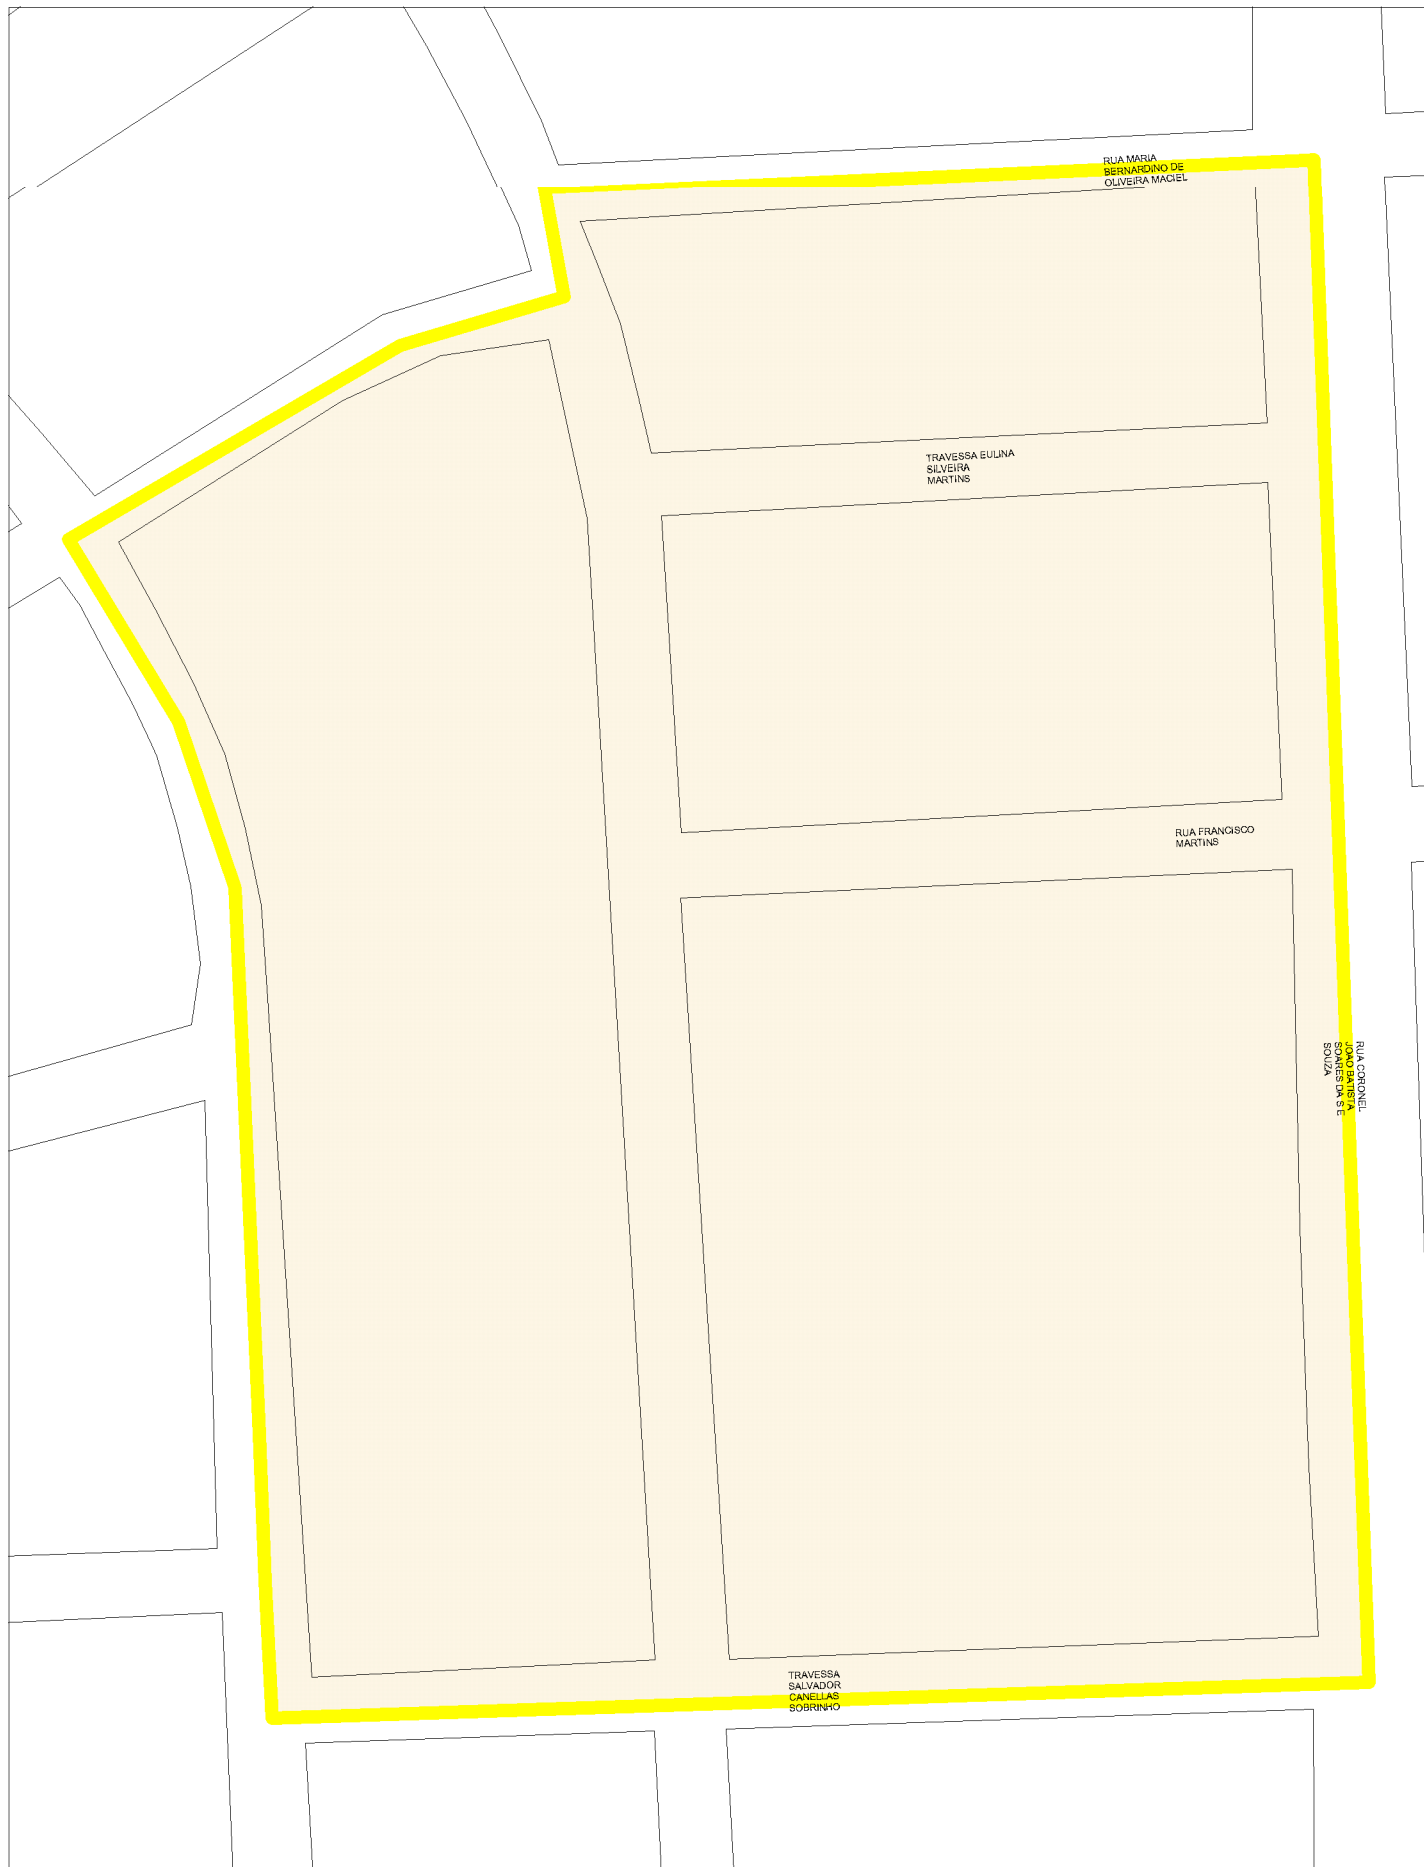 RUA MARIA
BERNARDINO DE
OLIVEIRA MACIEL
TRAVESSA EULINA
SILVEIRA
MARTINS
RUA FRANCISCO
MARTINS
RUA CORONEL
JOAO BATISTA
SOARES DA S E
SOUZA
TRAVESSA
SALVADOR
CANELLAS
SOBRINHO